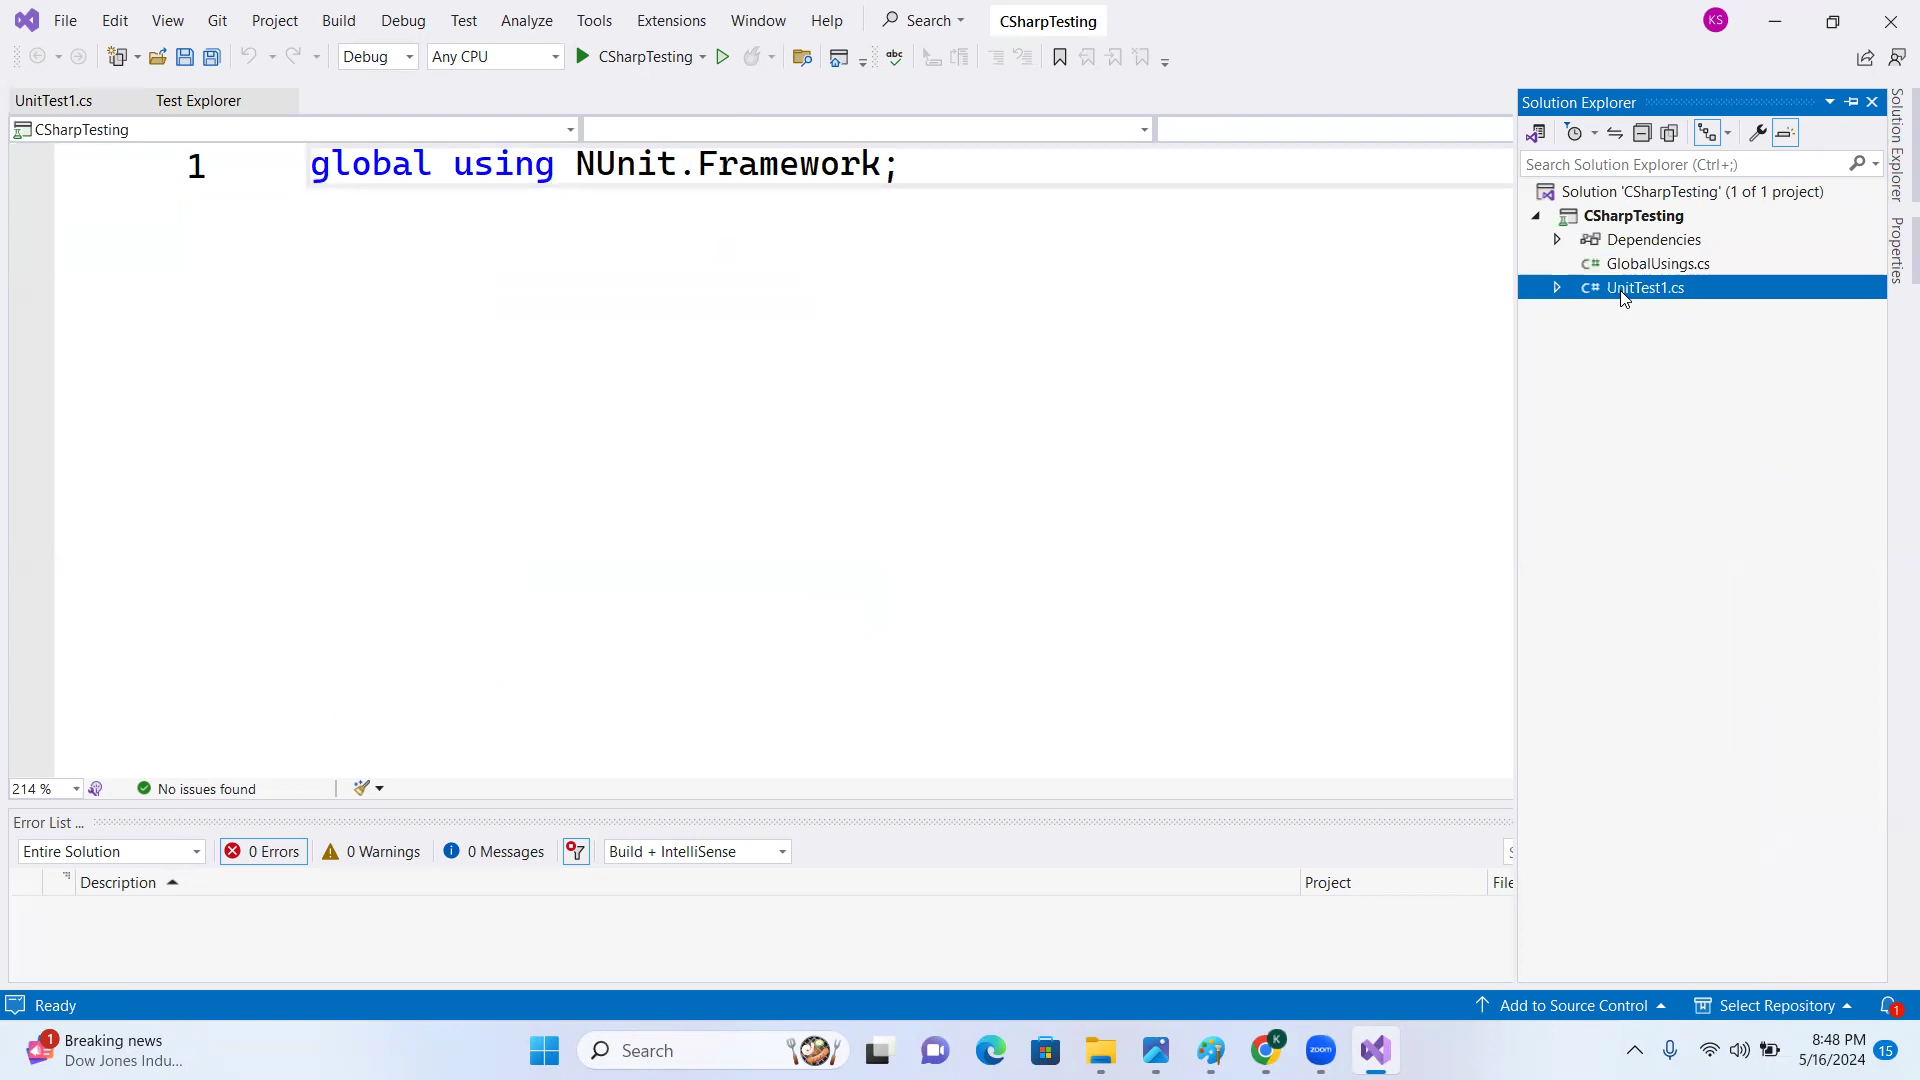 File Edit View Git Project Build Debug Test Analyze Tools Extensions Window Help Search CSharpTesting KS
Debug Any CPU CSharpTesting abc
UnitTest1.cs Test Explorer
CSharpTesting
1 global using NUnit.Framework;
Solution Explorer
Search Solution Explorer (Ctrl+;)
Solution 'CSharpTesting' (1 of 1 project)
CSharpTesting
Dependencies
C# GlobalUsings.cs
C# UnitTest1.cs
Solution Explorer
Properties
214 % No issues found
Error List ...
Entire Solution 0 Errors 0 Warnings 0 Messages Build + IntelliSense
Description Project File
Ready Add to Source Control Select Repository 1
1 Breaking news
Dow Jones Indu...
Search K zoom
8:48 PM
5/16/2024 15